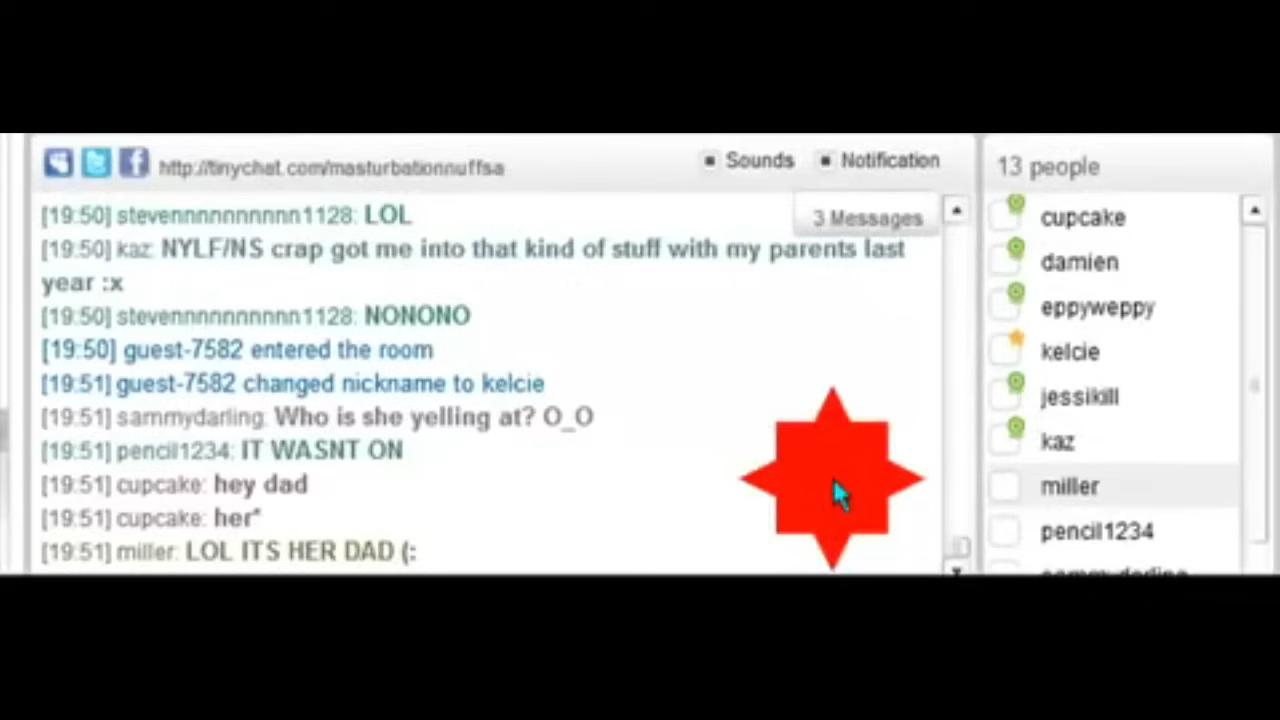 http://tinychat.com/masturbationnuffsa
Sounds
Notification
13 people
3 Messages
[19:50] stevennnnnnnnnn1128: LOL
[19:50] kaz: NYLF/NS crap got me into that kind of stuff with my parents last
year :x
[19:50] stevennnnnnnnnn1128: NONONO
[19:50] guest-7582 entered the room
[19:51] guest-7582 changed nickname to kelcie
[19:51] sammydarling: Who is she yelling at? O_O
[19:51] pencil1234: IT WASNT ON
[19:51] cupcake: hey dad
[19:51] cupcake: her*
[19:51] miller: LOL ITS HER DAD (:
cupcake
damien
eppyweppy
kelcie
jessikill
kaz
miller
pencil1234